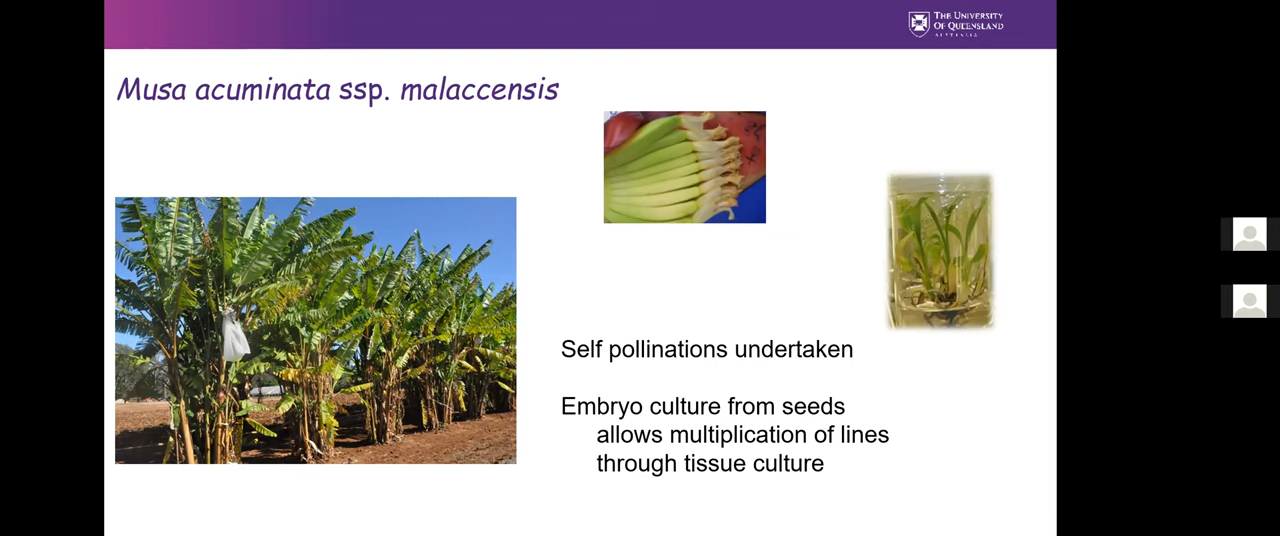 THE UNIVERSITY
OF QUEENSLAND
AUSTRALIA
Musa acuminata ssp. malaccensis
Self pollinations undertaken
Embryo culture from seeds
allows multiplication of lines
through tissue culture